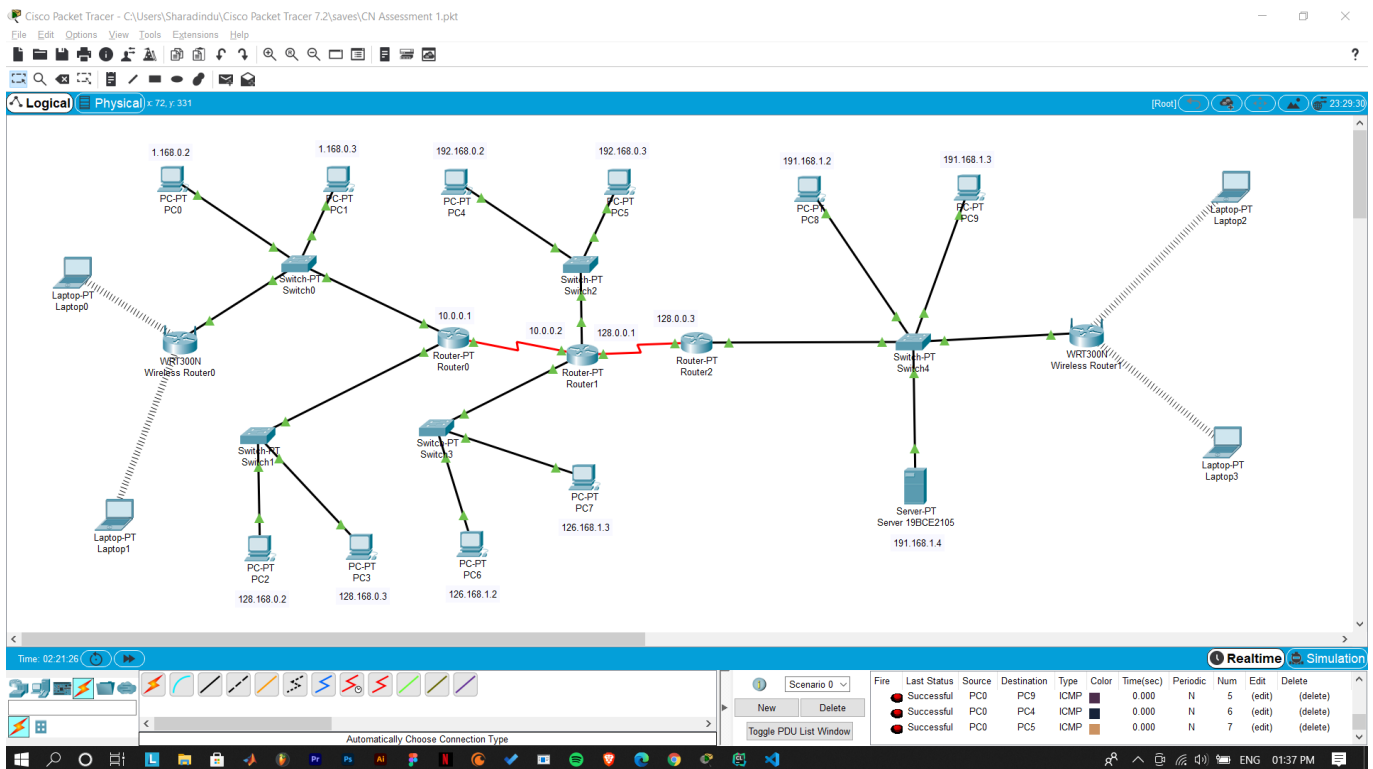 Cisco Packet Tracer - C:\Users\Sharadindu\Cisco Packet Tracer 7.2\saves\CN Assessment 1.pkt
File Edit Options View Tools Extensions Help
?
Logical Physical x: 72, y: 331 [Root] 23:29:30
1.168.0.2 1.168.0.3 192.168.0.2 192.168.0.3 191.168.1.2 191.168.1.3
PC-PT
PC0
PC-PT
PC1
PC-PT
PC4
PC-PT
PC5
PC-PT
PC8
PC-PT
PC9
Laptop-PT
Laptop2
Switch-PT
Switch0
Switch-PT
Switch2
Laptop-PT
Laptop0
10.0.0.1 10.0.0.2 128.0.0.1 128.0.0.3
WRT300N
Wireless Router0
Router-PT
Router0
Router-PT
Router1
Router-PT
Router2
Switch-PT
Switch4
WRT300N
Wireless Router1
Switch-PT
Switch1
Switch-PT
Switch3
Laptop-PT
Laptop3
PC-PT
PC7
126.168.1.3
Server-PT
Server 19BCE2105
191.168.1.4
Laptop-PT
Laptop1
PC-PT
PC2
128.168.0.2
PC-PT
PC3
128.168.0.3
PC-PT
PC6
126.168.1.2
Time: 02:21:26 Realtime Simulation
Scenario 0
New Delete
Toggle PDU List Window
Fire Last Status Source Destination Type Color Time(sec) Periodic Num Edit Delete
Successful PC0 PC9 ICMP 0.000 N 5 (edit) (delete)
Successful PC0 PC4 ICMP 0.000 N 6 (edit) (delete)
Successful PC0 PC5 ICMP 0.000 N 7 (edit) (delete)
Automatically Choose Connection Type
L Pr Ps Ai N ENG 01:37 PM